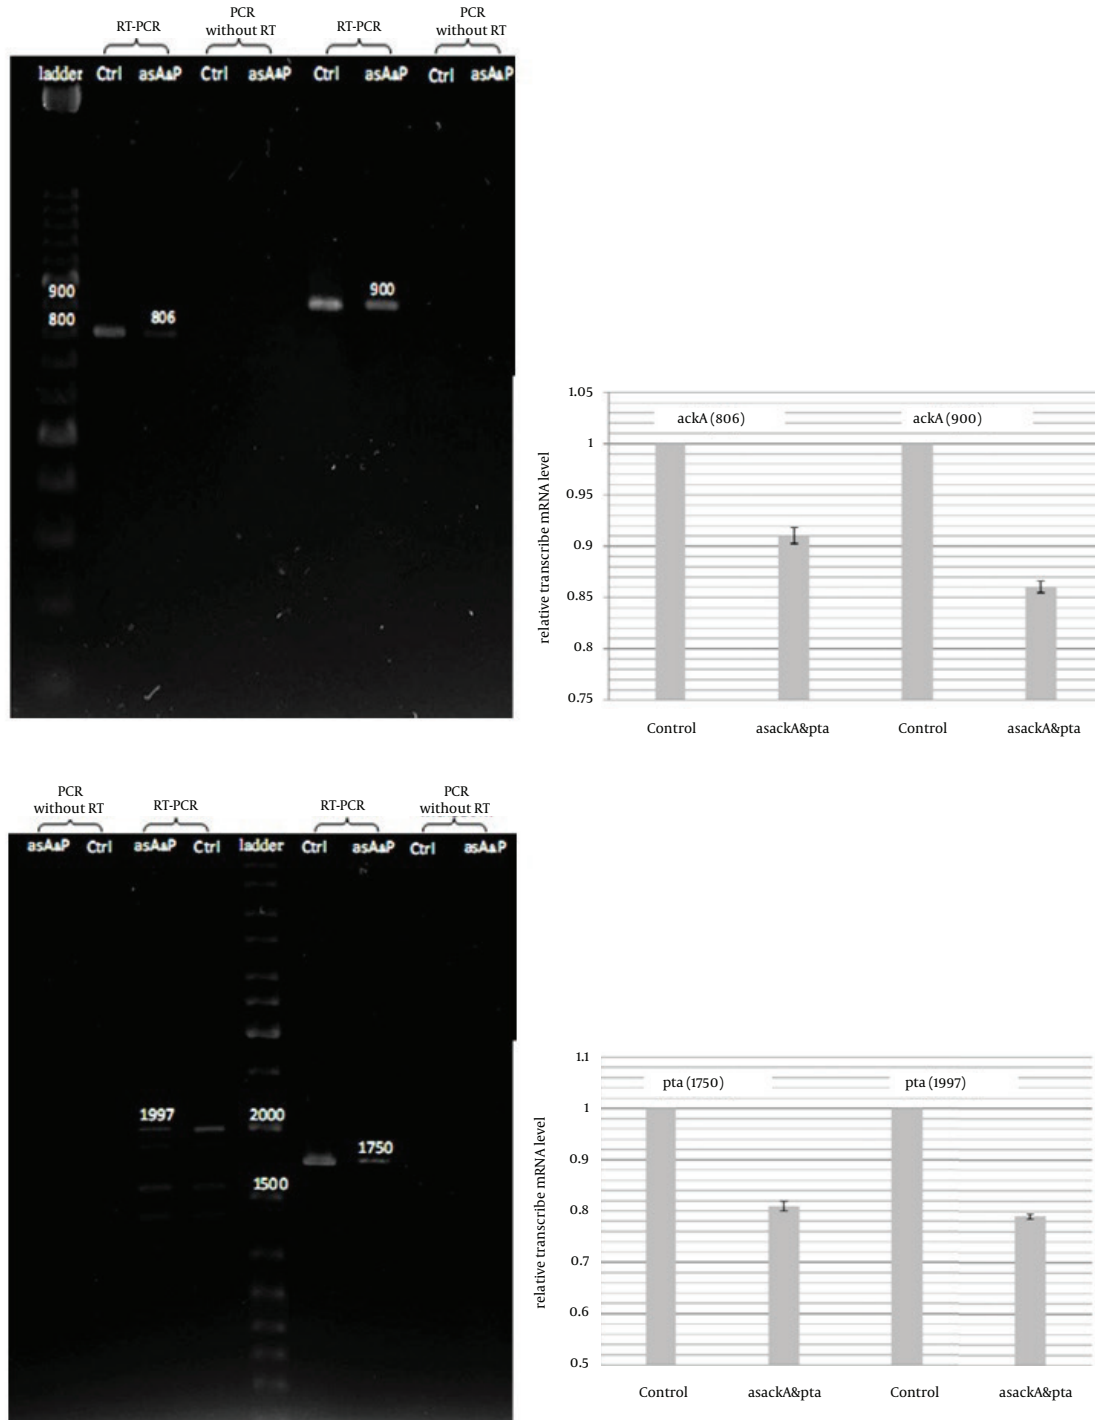 RT-PCR
PCR
without RT
RT-PCR
PCR
without RT
ladder Ctrl asA&P Ctrl asA&P Ctrl asA&P Ctrl asA&P
900
800
806
900
1.05
1
0.95
0.9
0.85
0.8
0.75
relative transcribe mRNA level
ackA (806)
ackA (900)
Control
asackA&pta
Control
asackA&pta
PCR
without RT
RT-PCR
RT-PCR
PCR
without RT
asA&P Ctrl asA&P Ctrl ladder Ctrl asA&P Ctrl asA&P
1997
2000
1750
1500
1.1
1
0.9
0.8
0.7
0.6
0.5
relative transcribe mRNA level
pta (1750)
pta (1997)
Control
asackA&pta
Control
asackA&pta